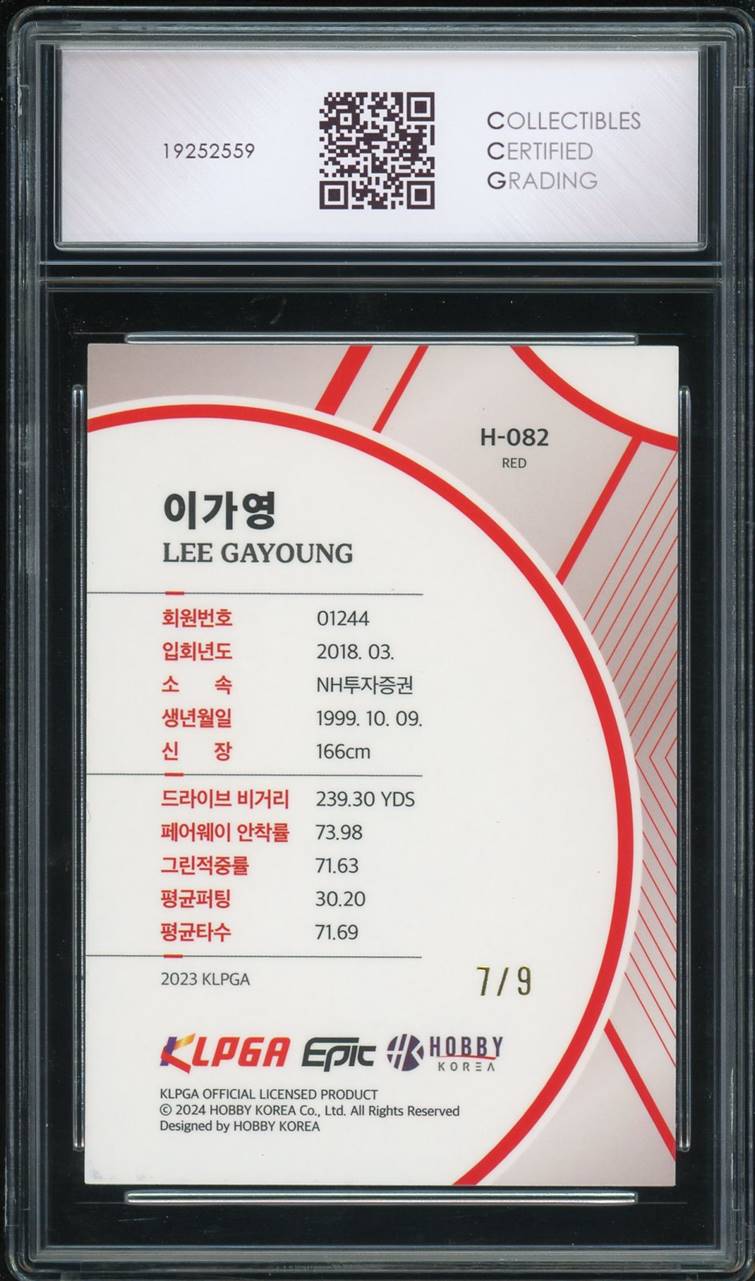 19252559
COLLECTIBLES
CERTIFIED
GRADING
H-082
RED
이가영
LEE GAYOUNG
회원번호 01244
입회년도 2018. 03.
소 속 NH투자증권
생년월일 1999. 10. 09.
신 장 166cm
드라이브 비거리 239.30 YDS
페어웨이 안착률 73.98
그린적중률 71.63
평균퍼팅 30.20
평균타수 71.69
2023 KLPGA
7/9
KLPGA Epic HK HOBBY
KOREA
KLPGA OFFICIAL LICENSED PRODUCT
© 2024 HOBBY KOREA Co., Ltd. All Rights Reserved
Designed by HOBBY KOREA